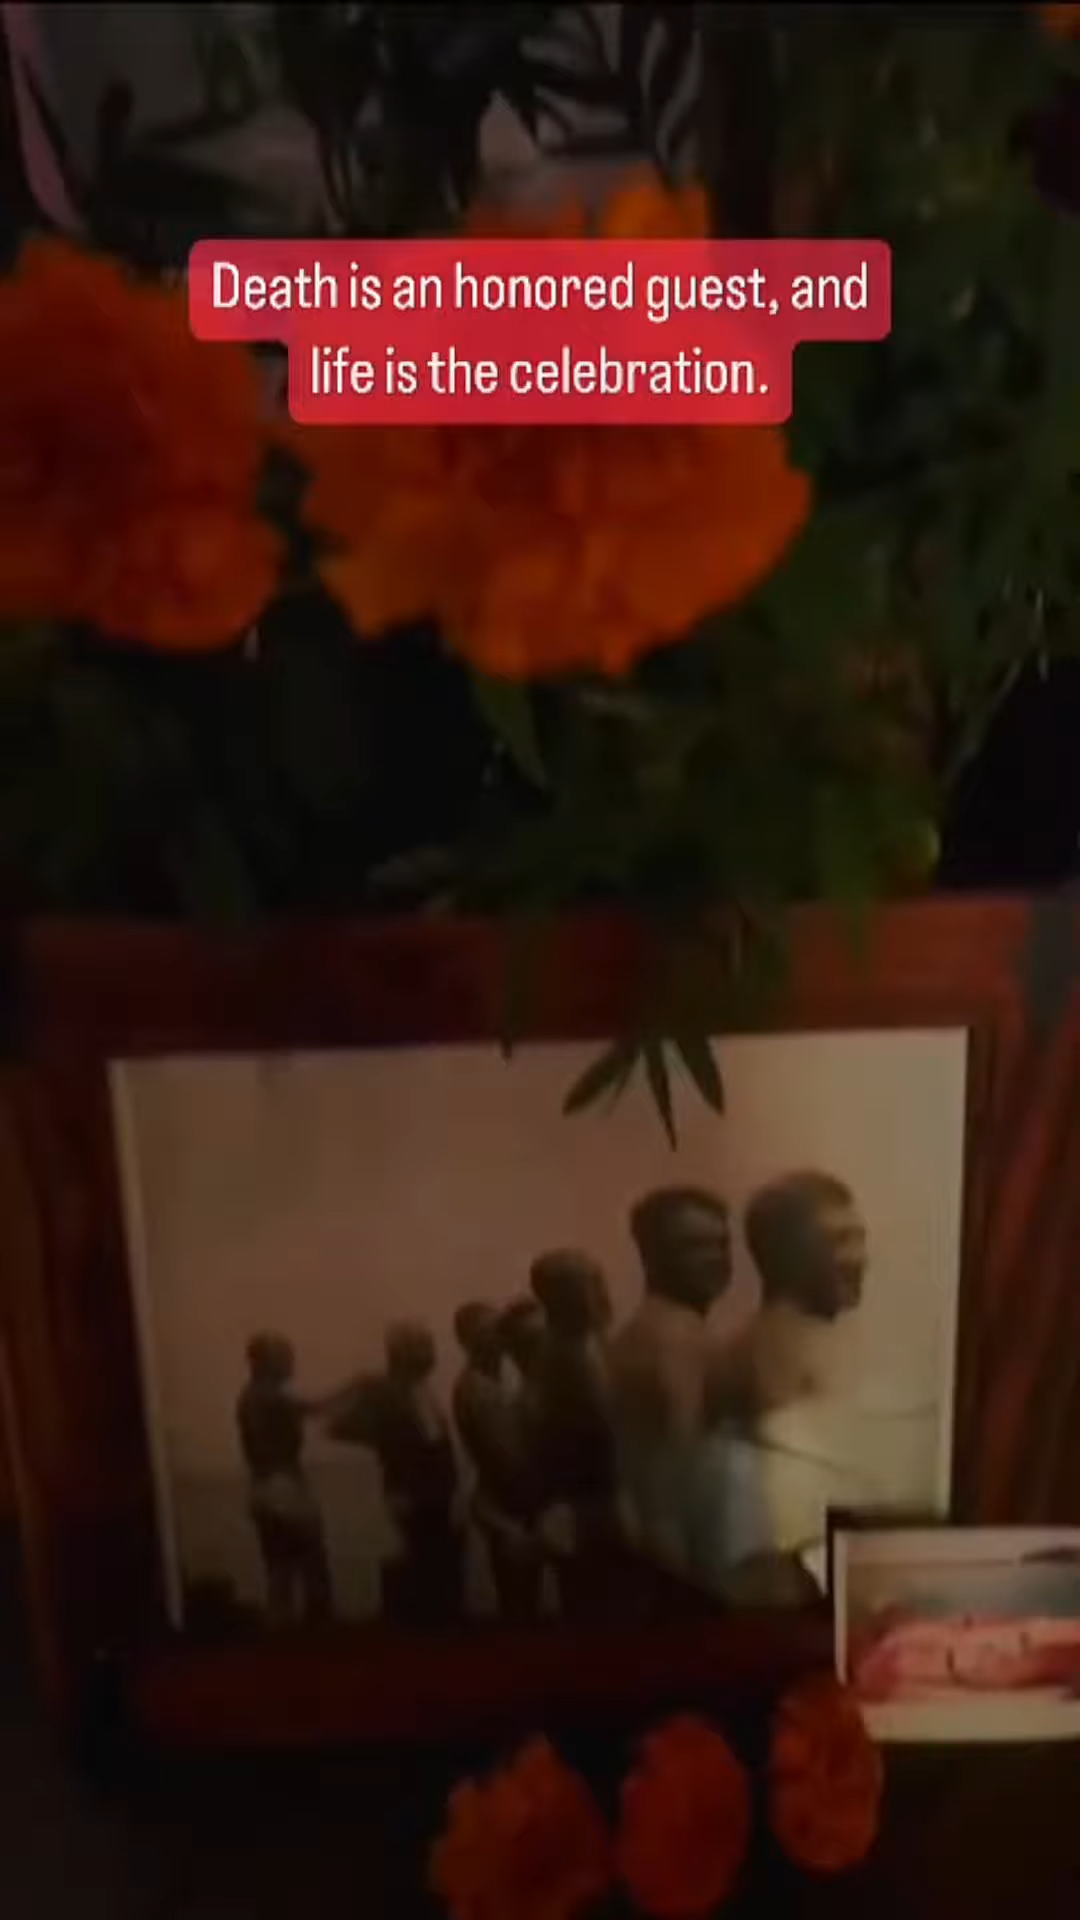 Death is an honored guest, and
life is the celebration.